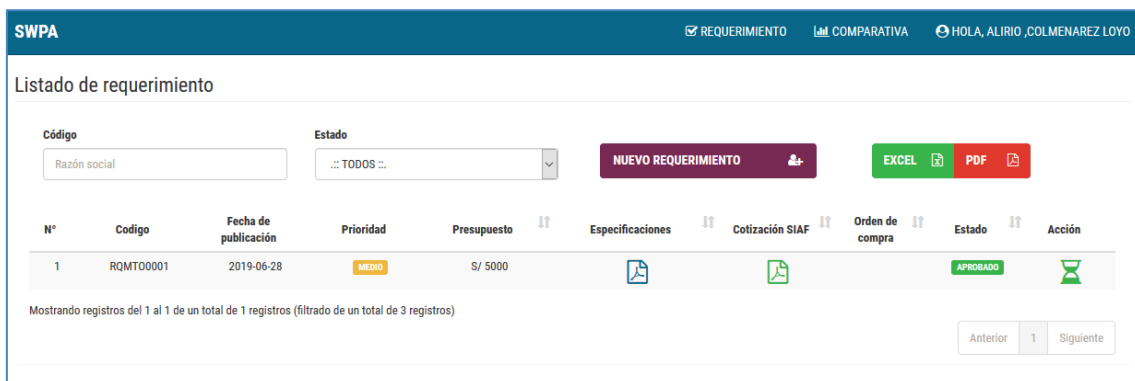 SWPA REQUERIMIENTO COMPARATIVA HOLA, ALIRIO ,COLMENAREZ LOYO
Listado de requerimiento
Código Estado
Razón social .:: TODOS ::. NUEVO REQUERIMIENTO EXCEL PDF
N° Codigo Fecha de publicación Prioridad Presupuesto Especificaciones Cotización SIAF Orden de compra Estado Acción
1 RQMTO0001 2019-06-28 MEDIO S/ 5000 APROBADO
Mostrando registros del 1 al 1 de un total de 1 registros (filtrado de un total de 3 registros)
Anterior 1 Siguiente